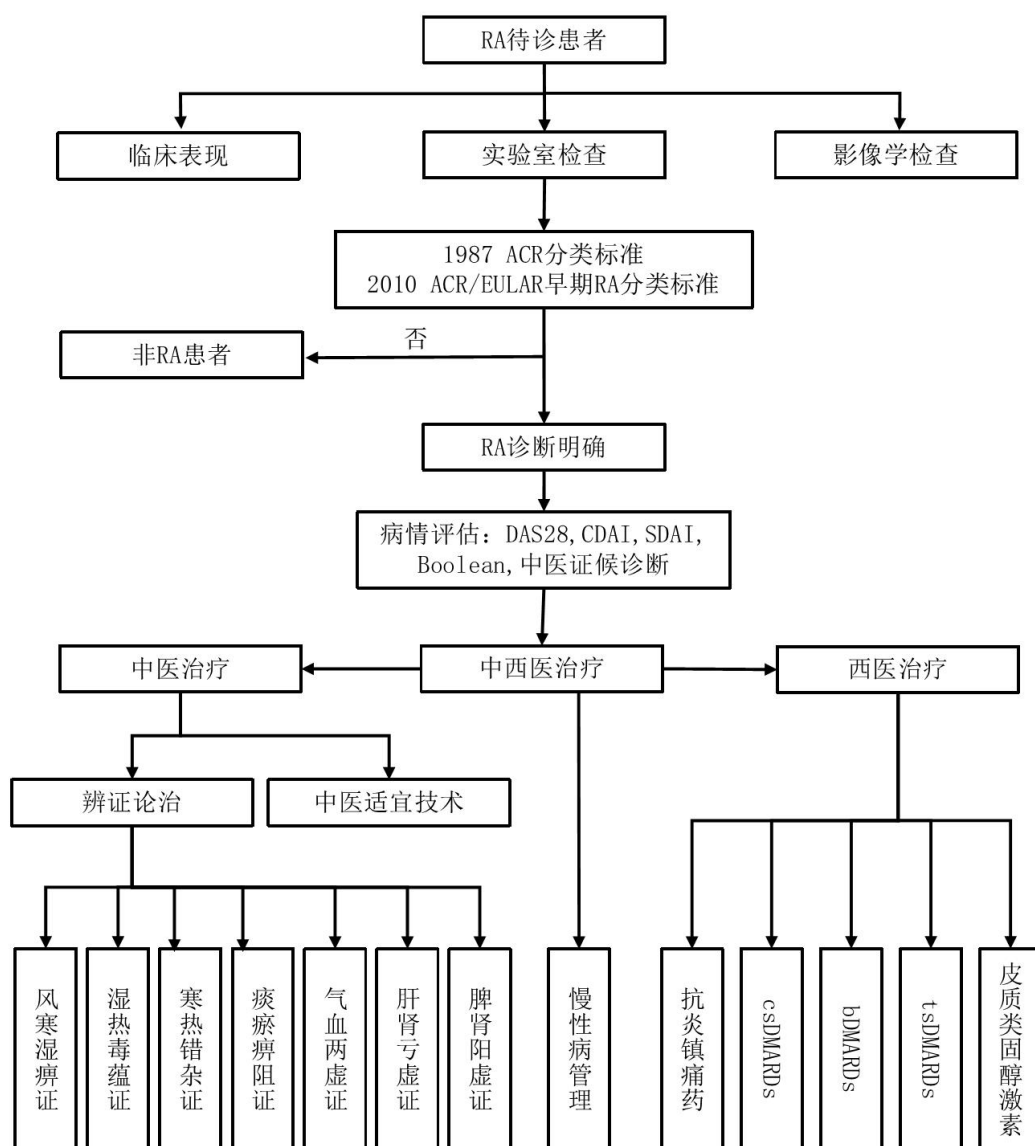 RA待诊患者
临床表现
实验室检查
影像学检查
1987 ACR分类标准
2010 ACR/EULAR早期RA分类标准
否
非RA患者
RA诊断明确
病情评估：DAS28,CDAI,SDAI,
Boolean,中医证候诊断
中医治疗
中西医治疗
西医治疗
辨证论治
中医适宜技术
风寒湿痹证
湿热毒蕴证
寒热错杂证
痰瘀痹阻证
气血两虚证
肝肾亏虚证
脾肾阳虚证
慢性病管理
抗炎镇痛药
csDMARDs
bDMARDs
tsDMARDs
皮质类固醇激素